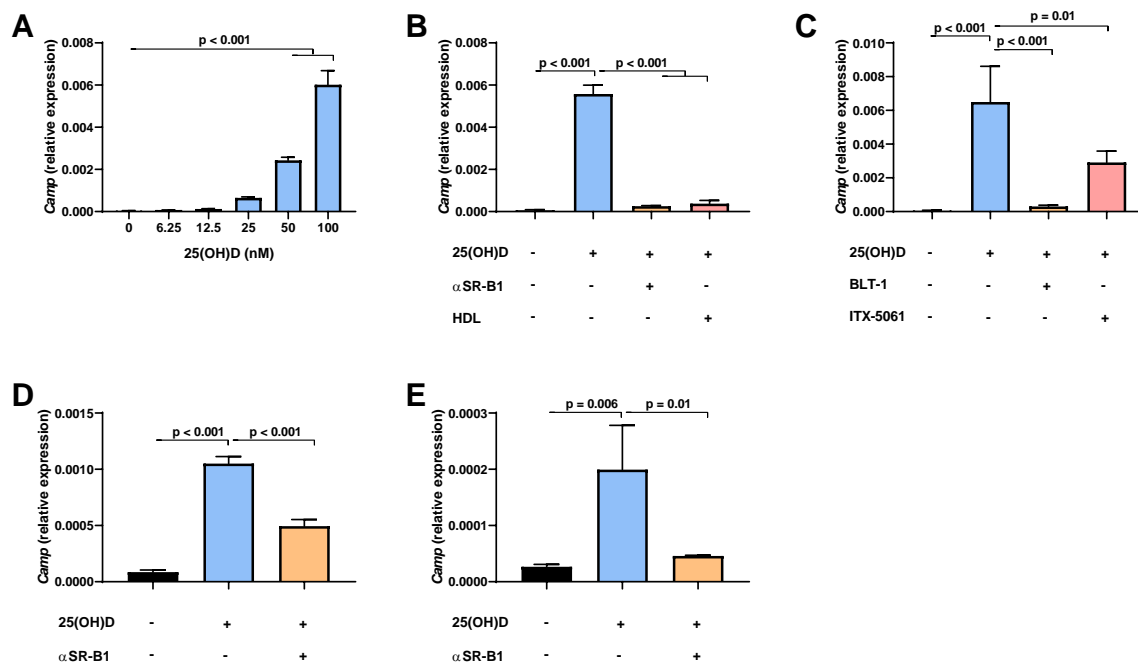 A
p < 0.001
0.008
0.006
0.004
0.002
0.000
Camp (relative expression)
0 6.25 12.5 25 50 100
25(OH)D (nM)
B
p < 0.001 p < 0.001
0.008
0.006
0.004
0.002
0.000
Camp (relative expression)
25(OH)D - + + +
αSR-B1 - - + -
HDL - - - +
C
p = 0.01
p < 0.001 p < 0.001
0.010
0.008
0.006
0.004
0.002
0.000
Camp (relative expression)
25(OH)D - + + +
BLT-1 - - + -
ITX-5061 - - - +
D
p < 0.001 p < 0.001
0.0015
0.0010
0.0005
0.0000
Camp (relative expression)
25(OH)D - + +
αSR-B1 - - +
E
p = 0.006 p = 0.01
0.0003
0.0002
0.0001
0.0000
Camp (relative expression)
25(OH)D - + +
αSR-B1 - - +